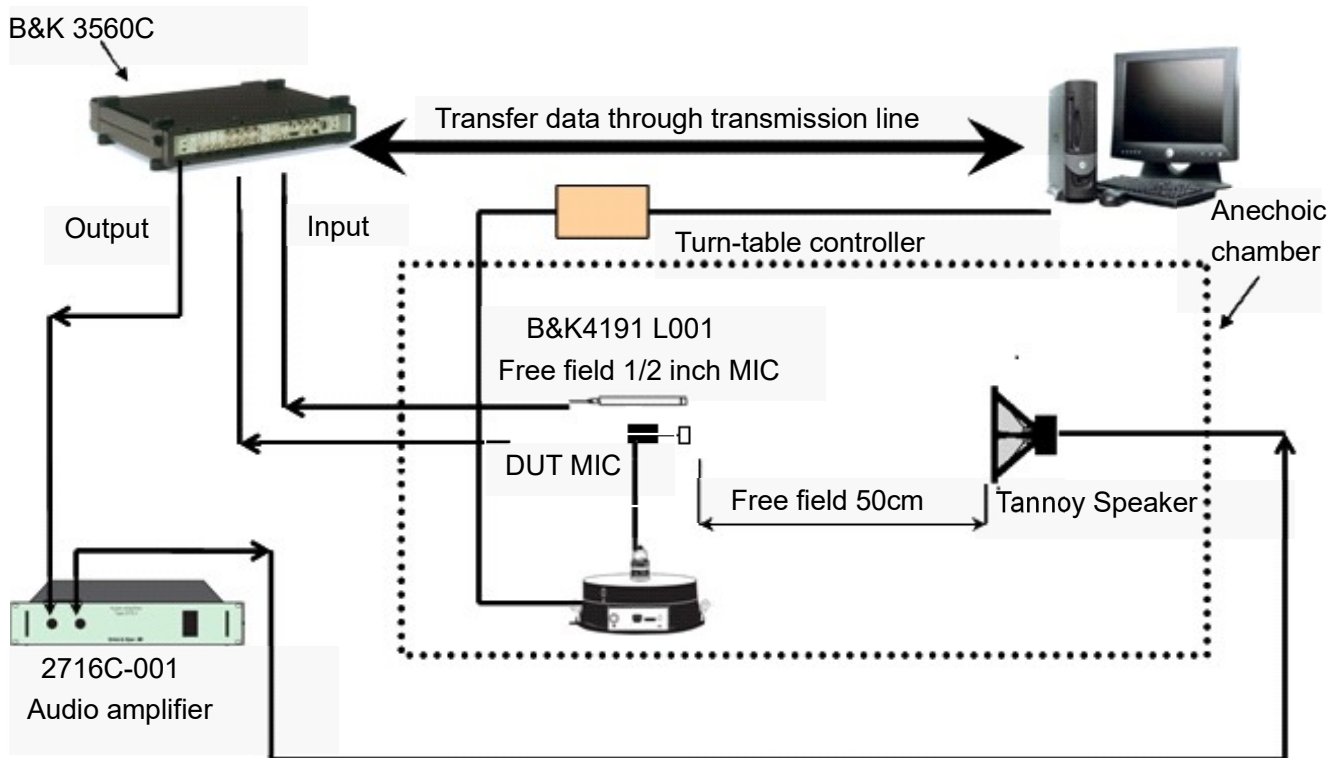 B&K 3560C
Transfer data through transmission line
Output
Input
Turn-table controller
Anechoic
chamber
B&K4191 L001
Free field 1/2 inch MIC
DUT MIC
Free field 50cm
Tannoy Speaker
2716C-001
Audio amplifier